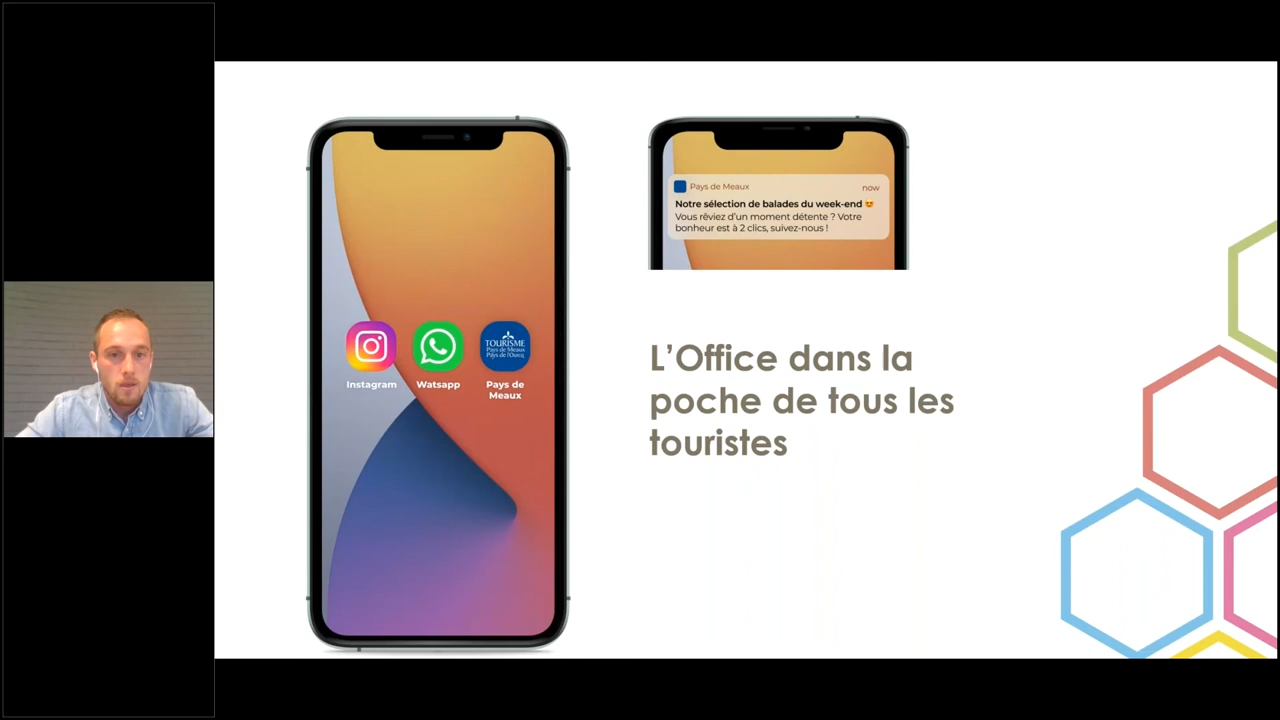 Pays de Meaux
now
Notre sélection de balades du week-end 😍
Vous rêviez d'un moment détente ? Votre
bonheur est à 2 clics, suivez-nous !
TOURISME
Pays de Meaux
Pays de l'Ourcq
Instagram
Watsapp
Pays de
Meaux
L'Office dans la
poche de tous les
touristes